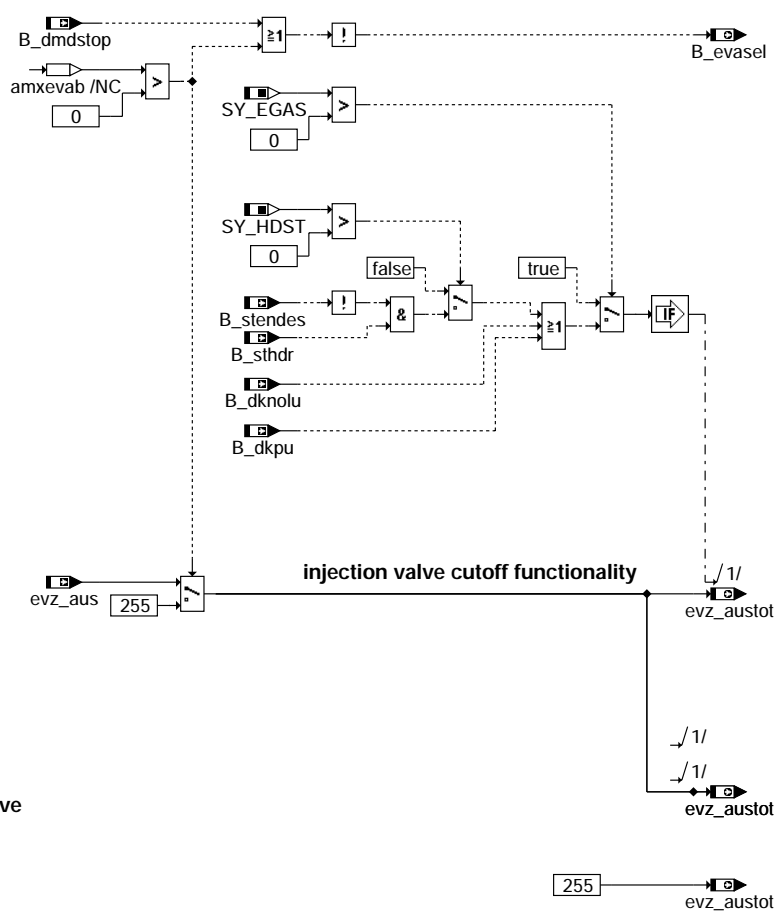 B_dmdstop
≥1
!
B_evasel
amxevab /NC
>
0
SY_EGAS
>
0
SY_HDST
>
0
false
true
B_stendes
!
&
≥1
IF
B_sthdr
B_dknolu
B_dkpu
injection valve cutoff functionality
1/
evz_aus
255
evz_austot
1/
1/
ve
evz_austot
255
evz_austot